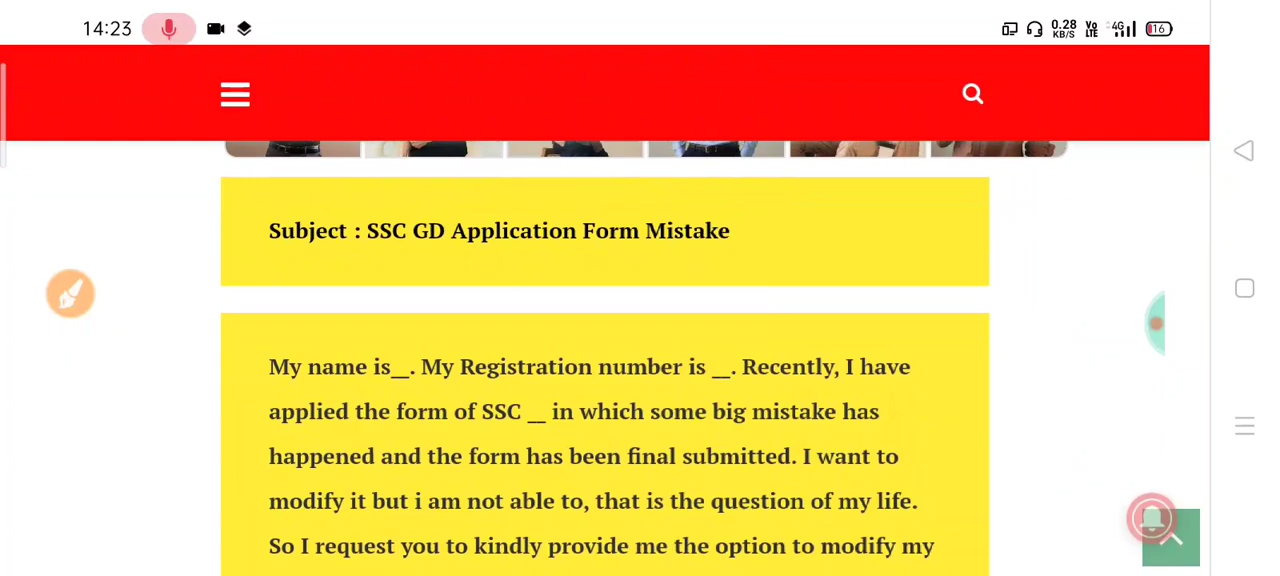 14:23 0.28 KB/S Vo LTE 4G 16
Subject : SSC GD Application Form Mistake
My name is__. My Registration number is __. Recently, I have
applied the form of SSC __ in which some big mistake has
happened and the form has been final submitted. I want to
modify it but i am not able to, that is the question of my life.
So I request you to kindly provide me the option to modify my